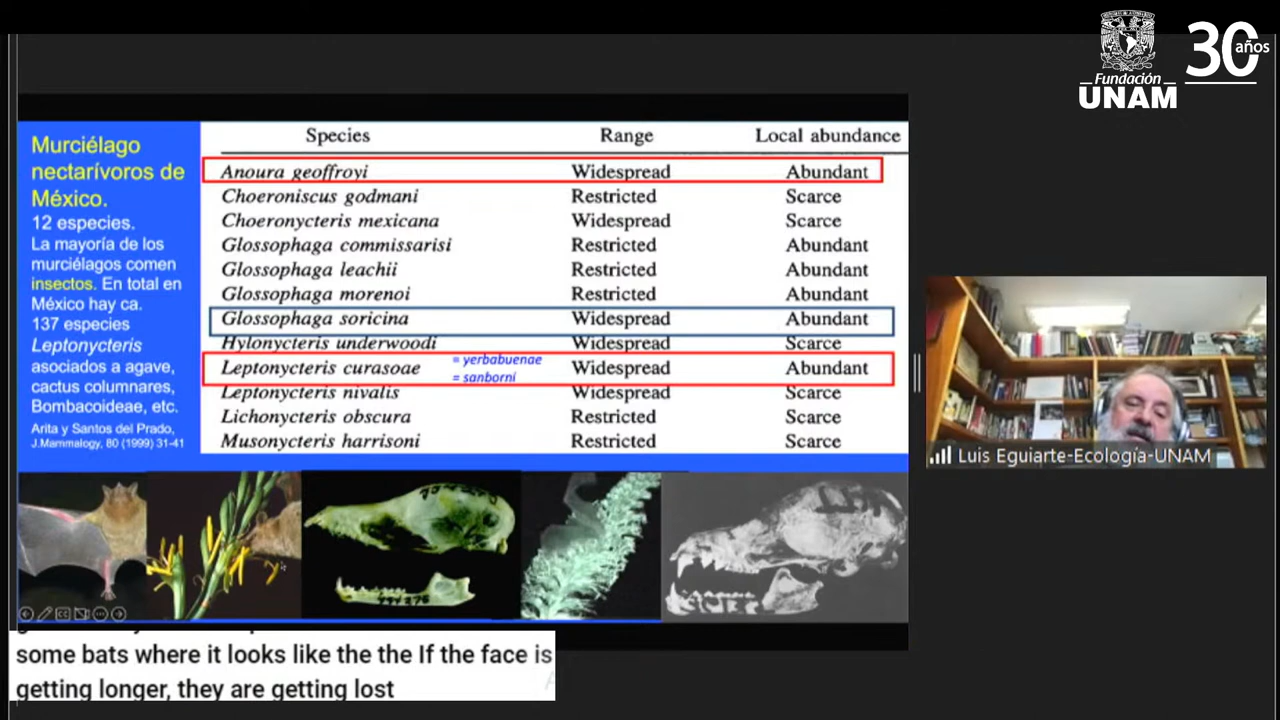 Fundación
UNAM
30 años
Murciélago
nectarívoros de
México.
12 especies.
La mayoría de los
murciélagos comen
insectos. En total en
México hay ca.
137 especies
Leptonycteris
asociados a agave,
cactus columnares,
Bombacoideae, etc.
Arita y Santos del Prado,
J.Mammalogy, 80 (1999) 31-41
Species Range Local abundance
Anoura geoffroyi Widespread Abundant
Choeroniscus godmani Restricted Scarce
Choeronycteris mexicana Widespread Scarce
Glossophaga commissarisi Restricted Abundant
Glossophaga leachii Restricted Abundant
Glossophaga morenoi Restricted Abundant
Glossophaga soricina Widespread Abundant
Hylonycteris underwoodi Widespread Scarce
Leptonycteris curasoae = yerbabuenae = sanborni Widespread Abundant
Leptonycteris nivalis Widespread Scarce
Lichonycteris obscura Restricted Scarce
Musonycteris harrisoni Restricted Scarce
Luis Eguiarte-Ecología-UNAM
some bats where it looks like the the If the face is
getting longer, they are getting lost